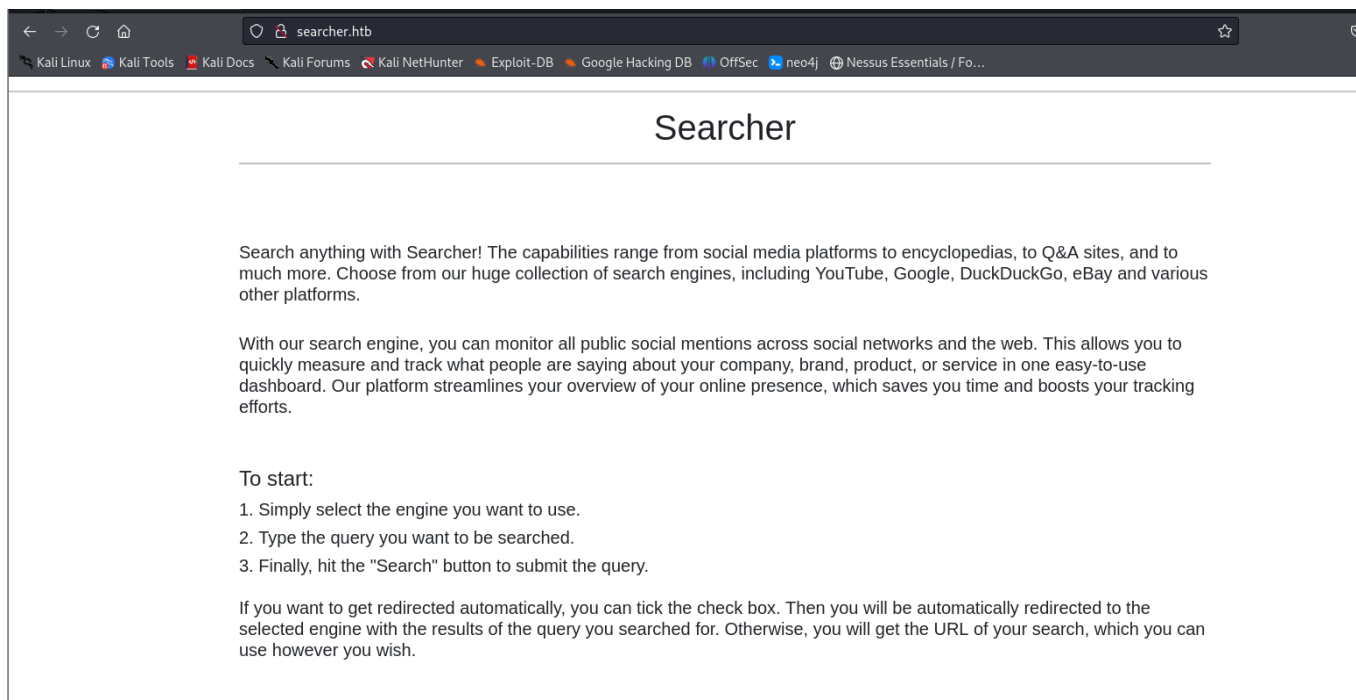 searcher.htb
Kali Linux Kali Tools Kali Docs Kali Forums Kali NetHunter Exploit-DB Google Hacking DB OffSec neo4j Nessus Essentials / Fo...
Searcher
Search anything with Searcher! The capabilities range from social media platforms to encyclopedias, to Q&A sites, and to
much more. Choose from our huge collection of search engines, including YouTube, Google, DuckDuckGo, eBay and various
other platforms.
With our search engine, you can monitor all public social mentions across social networks and the web. This allows you to
quickly measure and track what people are saying about your company, brand, product, or service in one easy-to-use
dashboard. Our platform streamlines your overview of your online presence, which saves you time and boosts your tracking
efforts.
To start:
1. Simply select the engine you want to use.
2. Type the query you want to be searched.
3. Finally, hit the "Search" button to submit the query.
If you want to get redirected automatically, you can tick the check box. Then you will be automatically redirected to the
selected engine with the results of the query you searched for. Otherwise, you will get the URL of your search, which you can
use however you wish.